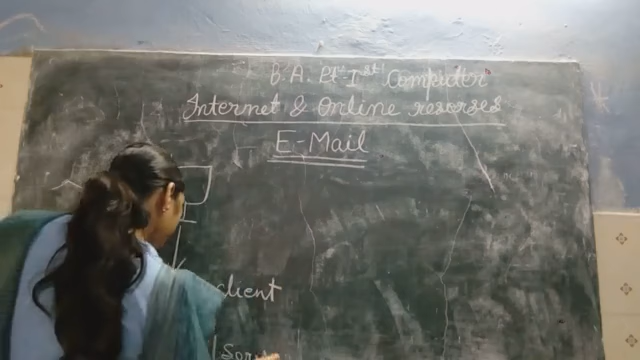 B.A. Pt Ist Computer
Internet & Online resorses
E-Mail
client